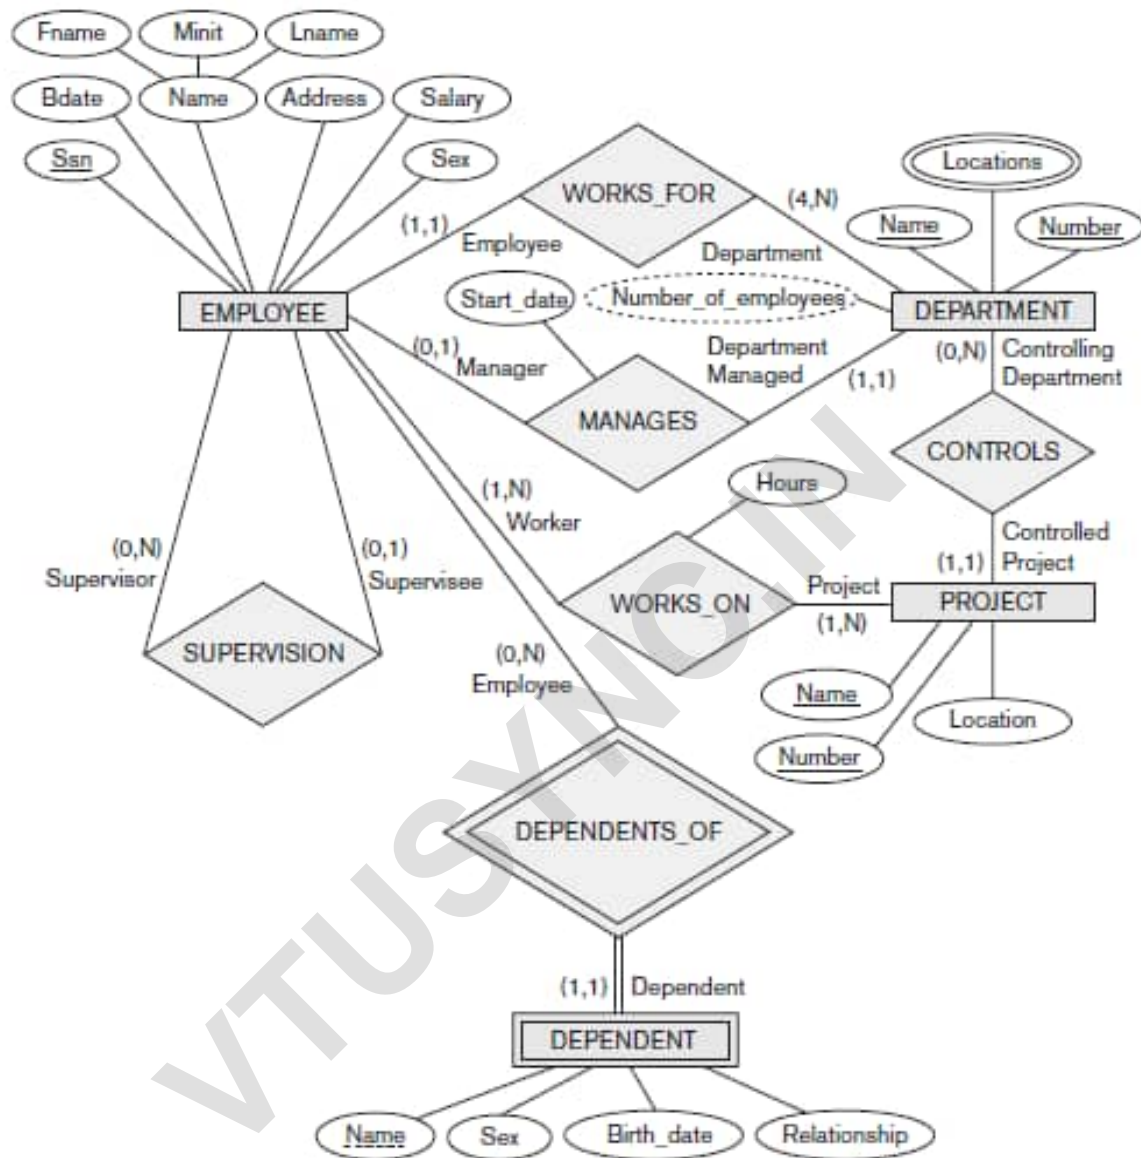 Fname
Minit
Lname
Bdate
Name
Address
Salary
Ssn
Sex
WORKS_FOR
Locations
(1,1)
Employee
(4,N)
Department
Name
Number
Start_date
Number_of_employees
EMPLOYEE
DEPARTMENT
(0,1)
Manager
Department
Managed
(1,1)
(0,N)
Controlling
Department
MANAGES
CONTROLS
Hours
(1,N)
Worker
(0,N)
Supervisor
(0,1)
Supervisee
Controlled
Project
(1,1)
WORKS_ON
Project
(1,N)
PROJECT
SUPERVISION
(0,N)
Employee
Name
Location
Number
DEPENDENTS_OF
(1,1)
Dependent
DEPENDENT
Name
Sex
Birth_date
Relationship
VTUSYNC.IN